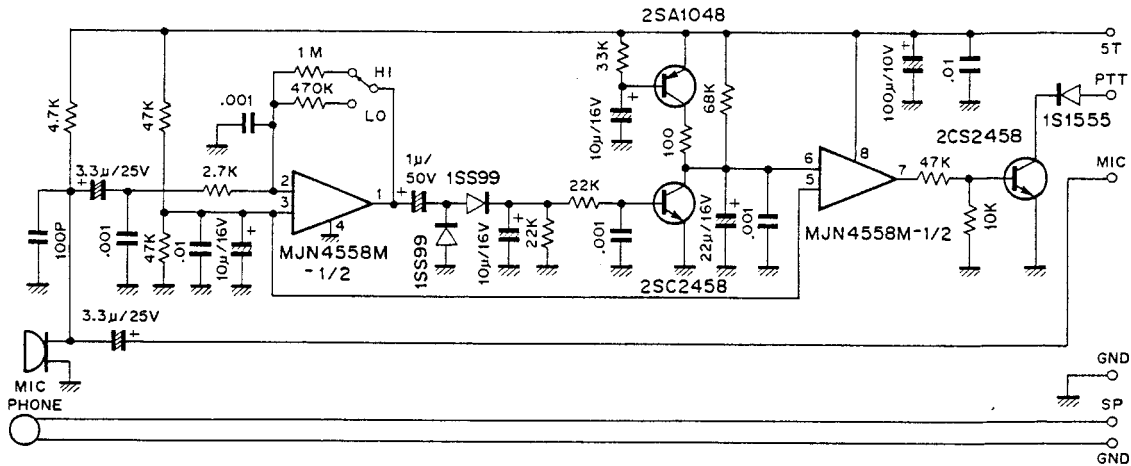 2SA1048
5T
1M
HI
33K
470K
LO
.001
4.7K
47K
10μ/16V
100
68K
100μ/10V
.01
PTT
1S1555
2CS2458
3.3μ/25V
2.7K
1μ/
50V
1SS99
22K
6
5
8
7
47K
MIC
2
3
1
4
MJN4558M
-1/2
MJN4558M-1/2
100P
.001
47K
.01
10μ/16V
1SS99
10μ/16V
22K
.001
22μ/16V
.001
10K
2SC2458
3.3μ/25V
MIC
PHONE
GND
SP
GND